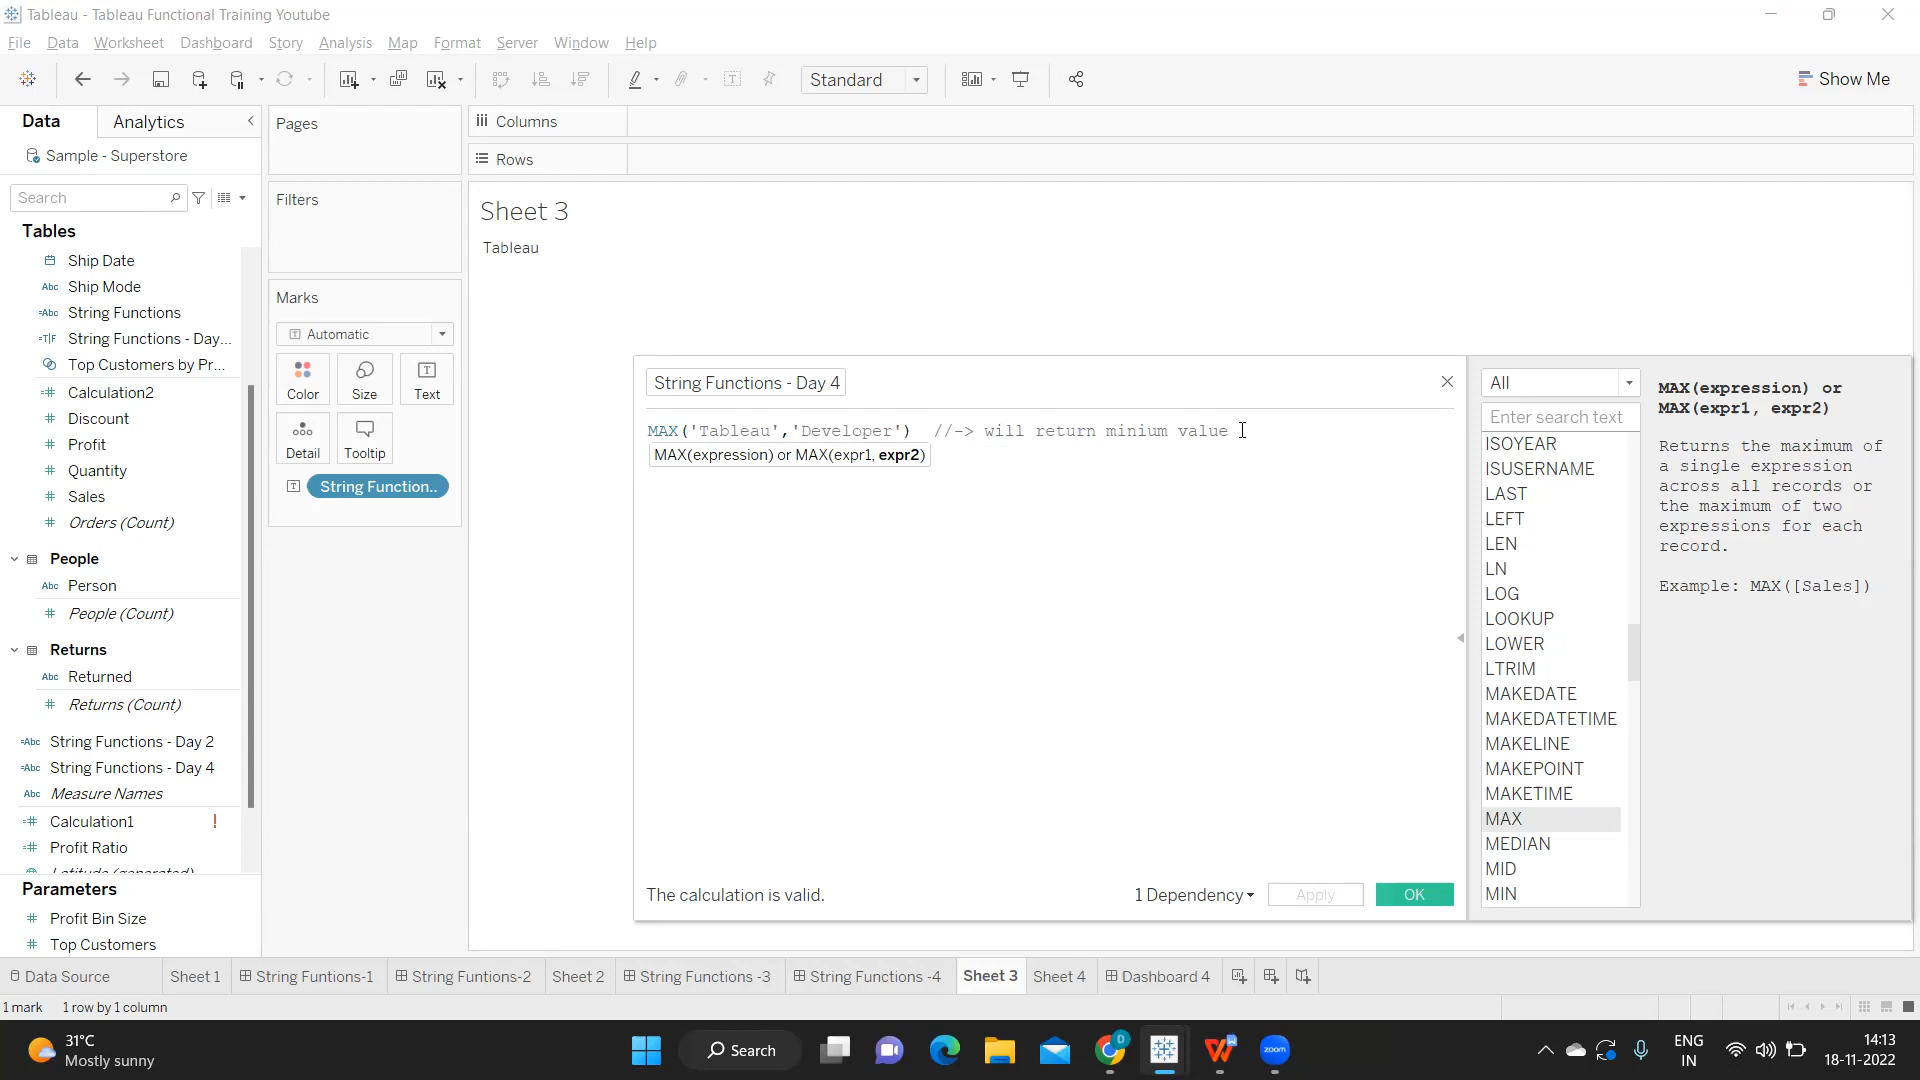 Tableau - Tableau Functional Training Youtube
File Data Worksheet Dashboard Story Analysis Map Format Server Window Help
Standard
Show Me
Data
Analytics
Sample - Superstore
Search
Tables
Ship Date
Abc Ship Mode
=Abc String Functions
=T|F String Functions - Day...
Top Customers by Pr...
=# Calculation2
# Discount
# Profit
# Quantity
# Sales
# Orders (Count)
People
Abc Person
# People (Count)
Returns
Abc Returned
# Returns (Count)
=Abc String Functions - Day 2
=Abc String Functions - Day 4
Abc Measure Names
=# Calculation1 !
=# Profit Ratio
Latitude (generated)
Parameters
# Profit Bin Size
# Top Customers
Pages
Filters
Marks
Automatic
Color Size Text
Detail Tooltip
String Function..
Columns
Rows
Sheet 3
Tableau
String Functions - Day 4
MAX('Tableau','Developer') //-> will return minium value
MAX(expression) or MAX(expr1, expr2)
The calculation is valid.
1 Dependency
Apply
OK
All
Enter search text
ISOYEAR
ISUSERNAME
LAST
LEFT
LEN
LN
LOG
LOOKUP
LOWER
LTRIM
MAKEDATE
MAKEDATETIME
MAKELINE
MAKEPOINT
MAKETIME
MAX
MEDIAN
MID
MIN
MAX(expression) or
MAX(expr1, expr2)
Returns the maximum of
a single expression
across all records or
the maximum of two
expressions for each
record.
Example: MAX([Sales])
Data Source Sheet 1 String Funtions-1 String Funtions-2 Sheet 2 String Functions -3 String Functions -4 Sheet 3 Sheet 4 Dashboard 4
1 mark 1 row by 1 column
31°C
Mostly sunny
Search
zoom
ENG
IN
14:13
18-11-2022